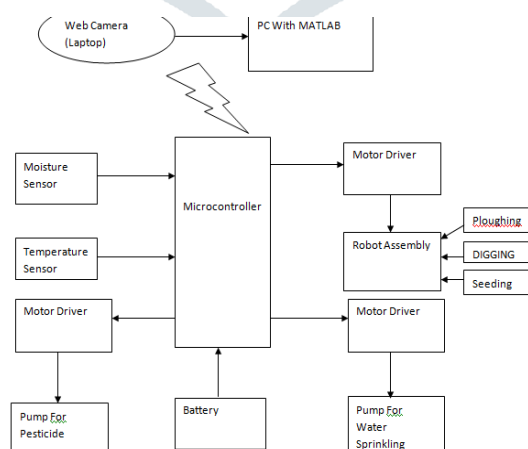 Web Camera
(Laptop)
PC With MATLAB
Moisture
Sensor
Microcontroller
Motor Driver
Ploughing
Temperature
Sensor
Robot Assembly
DIGGING
Seeding
Motor Driver
Motor Driver
Pump For
Pesticide
Battery
Pump For
Water
Sprinkling